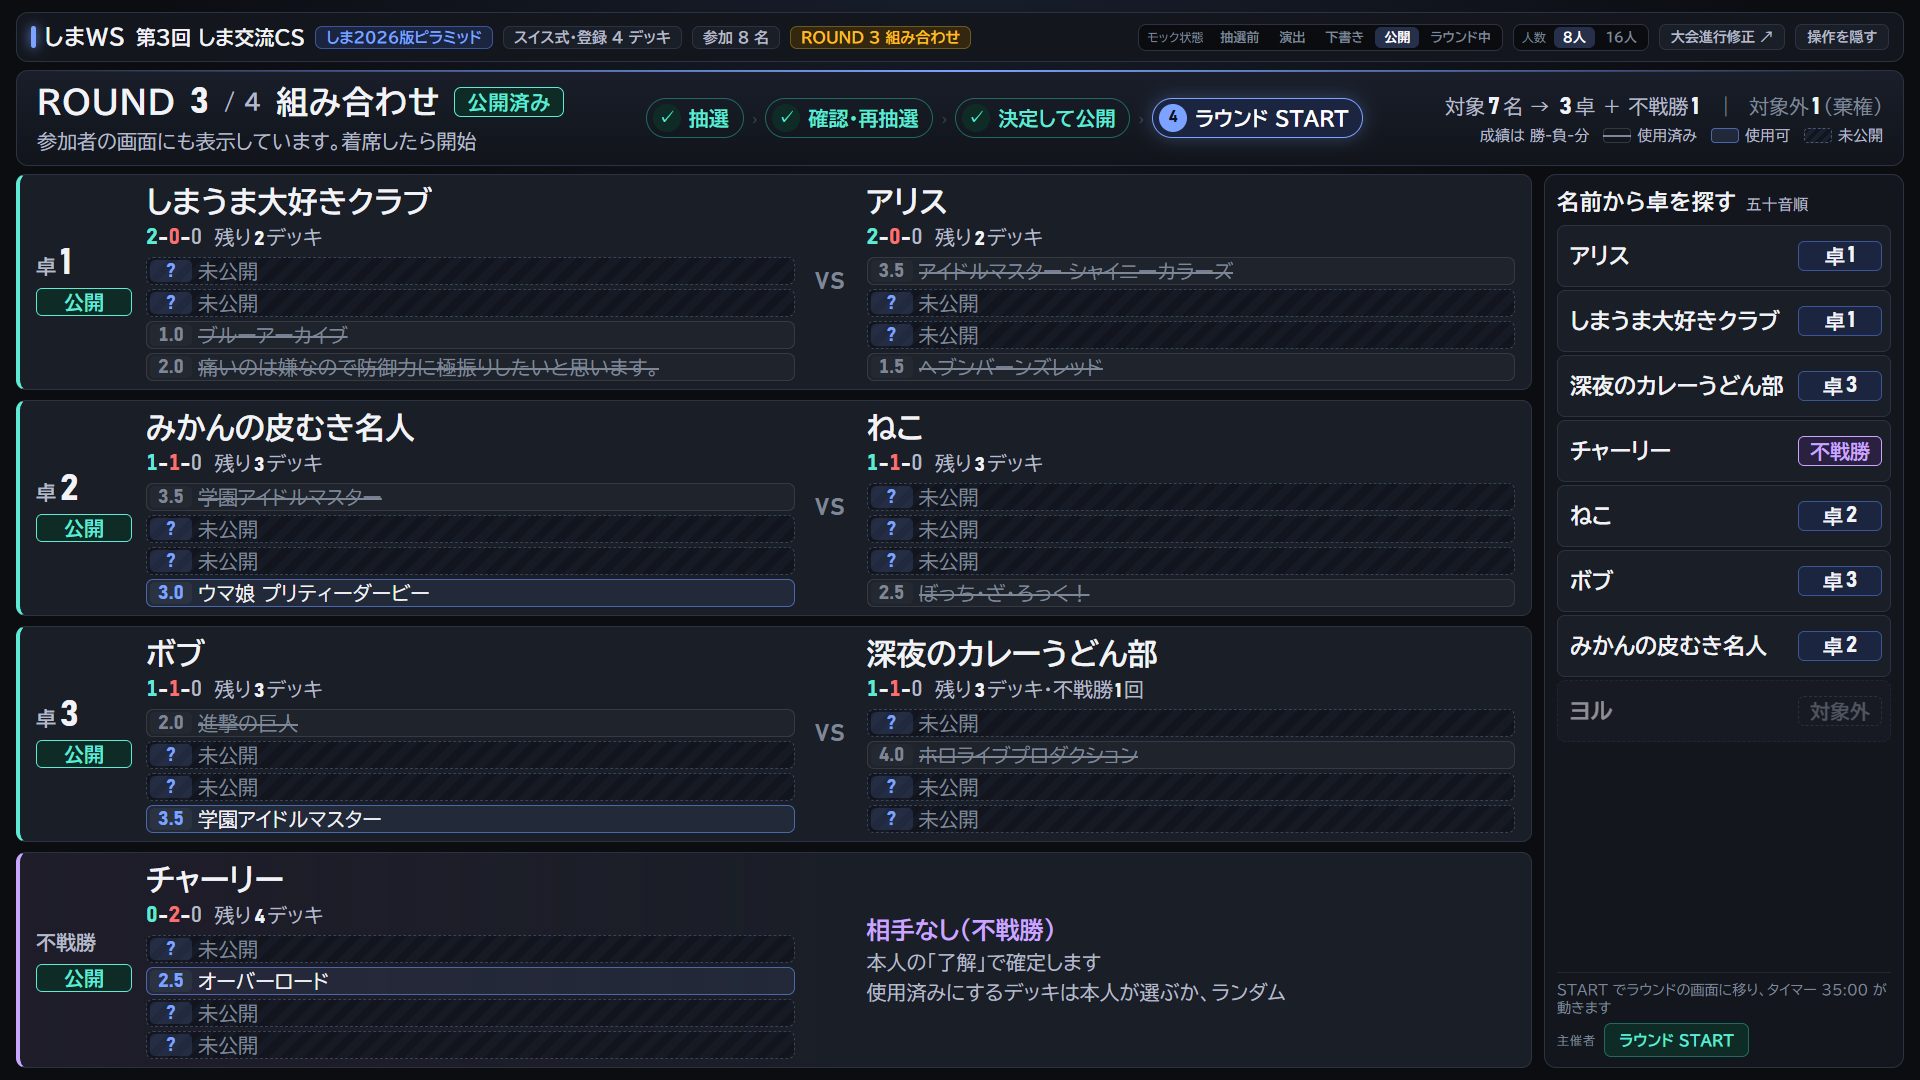 しまWS 第3回 しま交流CS しま2026版ピラミッド スイス式・登録 4 デッキ 参加 8 名 ROUND 3 組み合わせ モック状態 抽選前 演出 下書き 公開 ラウンド中 人数 8人 16人 大会進行修正 ↗ 操作を隠す
ROUND 3 / 4 組み合わせ 公開済み
参加者の画面にも表示しています。着席したら開始
✓ 抽選 › ✓ 確認・再抽選 › ✓ 決定して公開 › 4 ラウンド START
対象7名 → 3卓 + 不戦勝1 | 対象外1(棄権)
成績は 勝-負-分 使用済み 使用可 未公開
卓1
公開
しまうま大好きクラブ
2-0-0 残り2デッキ
? 未公開
? 未公開
1.0 ブルーアーカイブ
2.0 痛いのは嫌なので防御力に極振りしたいと思います。
VS
アリス
2-0-0 残り2デッキ
3.5 アイドルマスター シャイニーカラーズ
? 未公開
? 未公開
1.5 ヘブンバーンズレッド
卓2
公開
みかんの皮むき名人
1-1-0 残り3デッキ
3.5 学園アイドルマスター
? 未公開
? 未公開
3.0 ウマ娘 プリティーダービー
VS
ねこ
1-1-0 残り3デッキ
? 未公開
? 未公開
? 未公開
2.5 ぼっち・ざ・ろっく！
卓3
公開
ボブ
1-1-0 残り3デッキ
2.0 進撃の巨人
? 未公開
? 未公開
3.5 学園アイドルマスター
VS
深夜のカレーうどん部
1-1-0 残り3デッキ・不戦勝1回
? 未公開
4.0 ホロライブプロダクション
? 未公開
? 未公開
不戦勝
公開
チャーリー
0-2-0 残り4デッキ
? 未公開
2.5 オーバーロード
? 未公開
? 未公開
相手なし(不戦勝)
本人の「了解」で確定します
使用済みにするデッキは本人が選ぶか、ランダム
名前から卓を探す 五十音順
アリス 卓1
しまうま大好きクラブ 卓1
深夜のカレーうどん部 卓3
チャーリー 不戦勝
ねこ 卓2
ボブ 卓3
みかんの皮むき名人 卓2
ヨル 対象外
START でラウンドの画面に移り、タイマー 35:00 が
動きます
主催者 ラウンド START